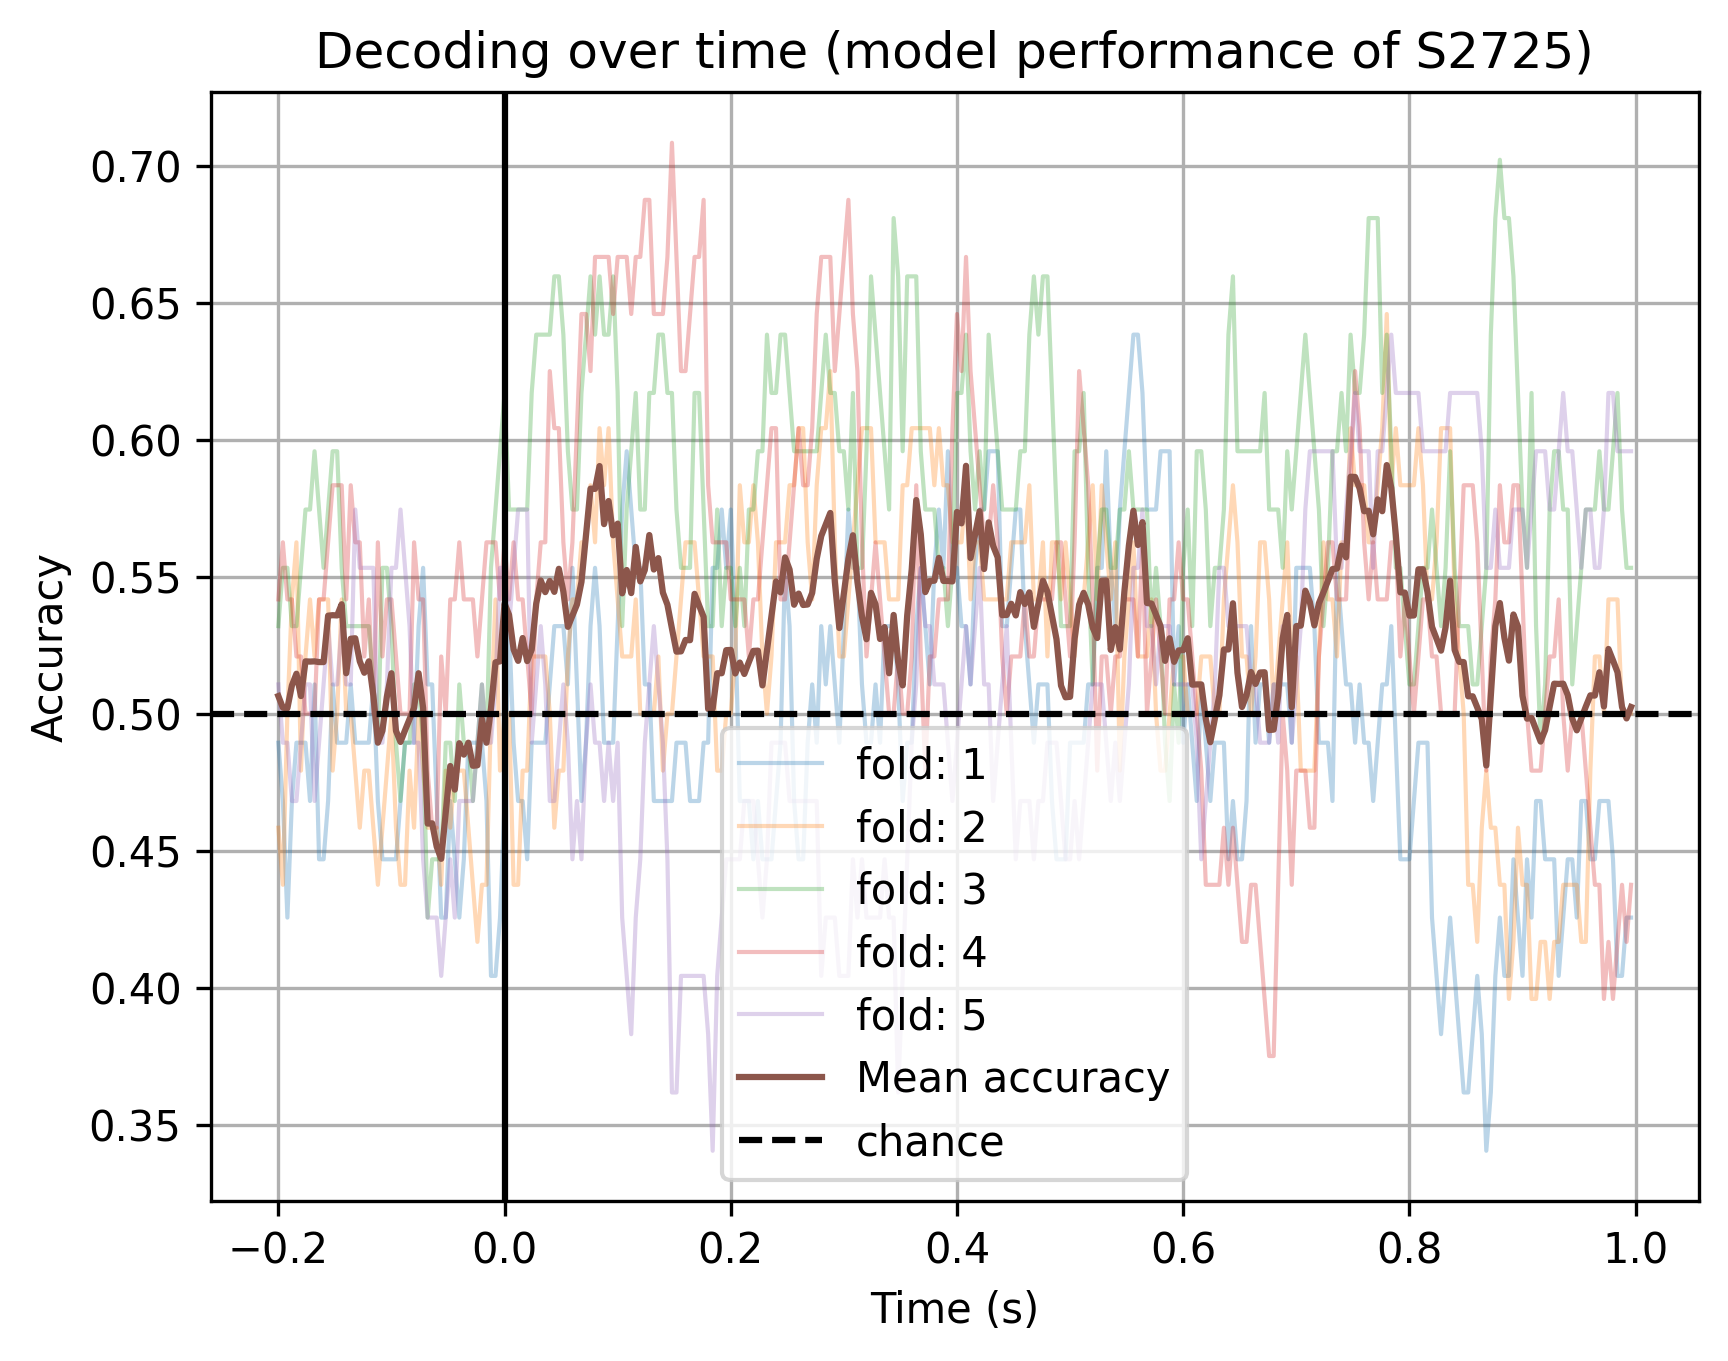 Decoding over time (model performance of S2725)
Accuracy
0.70
0.65
0.60
0.55
0.50
0.45
0.40
0.35
fold: 1
fold: 2
fold: 3
fold: 4
fold: 5
Mean accuracy
chance
−0.2
0.0
0.2
0.4
0.6
0.8
1.0
Time (s)